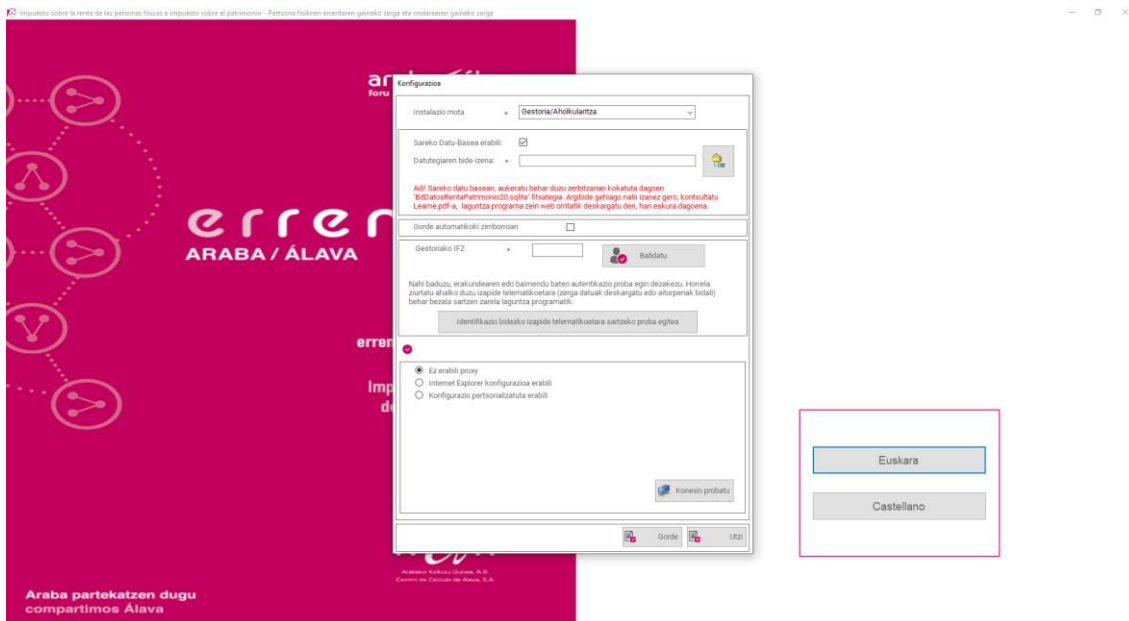 Impuesto sobre la renta de las personas físicas e impuesto sobre el patrimonio - Pertsona fisikoen errentaren gaineko zerga eta ondarearen gaineko zerga
foru
erren
ARABA / ÁLAVA
errer
Imp
de
Arabako Kalkulu Gunea, A.B.
Centro de Cálculo de Álava, S.A.
Araba partekatzen dugu
compartimos Álava
Konfigurazioa
Instalazio mota * Gestoria/Aholkularitza
Sareko Datu-Basea erabili:
Datutegiaren bide-izena: *
Adi! Sareko datu basean, aukeratu behar duzu zerbitzarian kokatuta dagoen
'BdDatosRentaPatrimonio20.sqlite' fitxategia. Argibide gehiago nahi izanez gero, kontsultatu
Leame.pdf-a, laguntza programa zein web orritatik deskargatu den, han eskura dagoena.
Gorde automatikoki zirriborroan
Gestoriako IFZ * Balidatu
Nahi baduzu, erakundearen edo baimendu baten autentikazio proba egin dezakezu. Horrela
ziurtatu ahalko duzu izapide telematikoetara (zerga datuak deskargatu edo aitorpenak bidali)
behar bezala sartzen zarela laguntza programatik.
Identifikazio bidezko izapide telematikoetara sartzeko proba egitea
Ez erabili proxy
Internet Explorer konfigurazioa erabili
Konfigurazio pertsonalizatuta erabili
Konexio probatu
Gorde Utzi
Euskara
Castellano